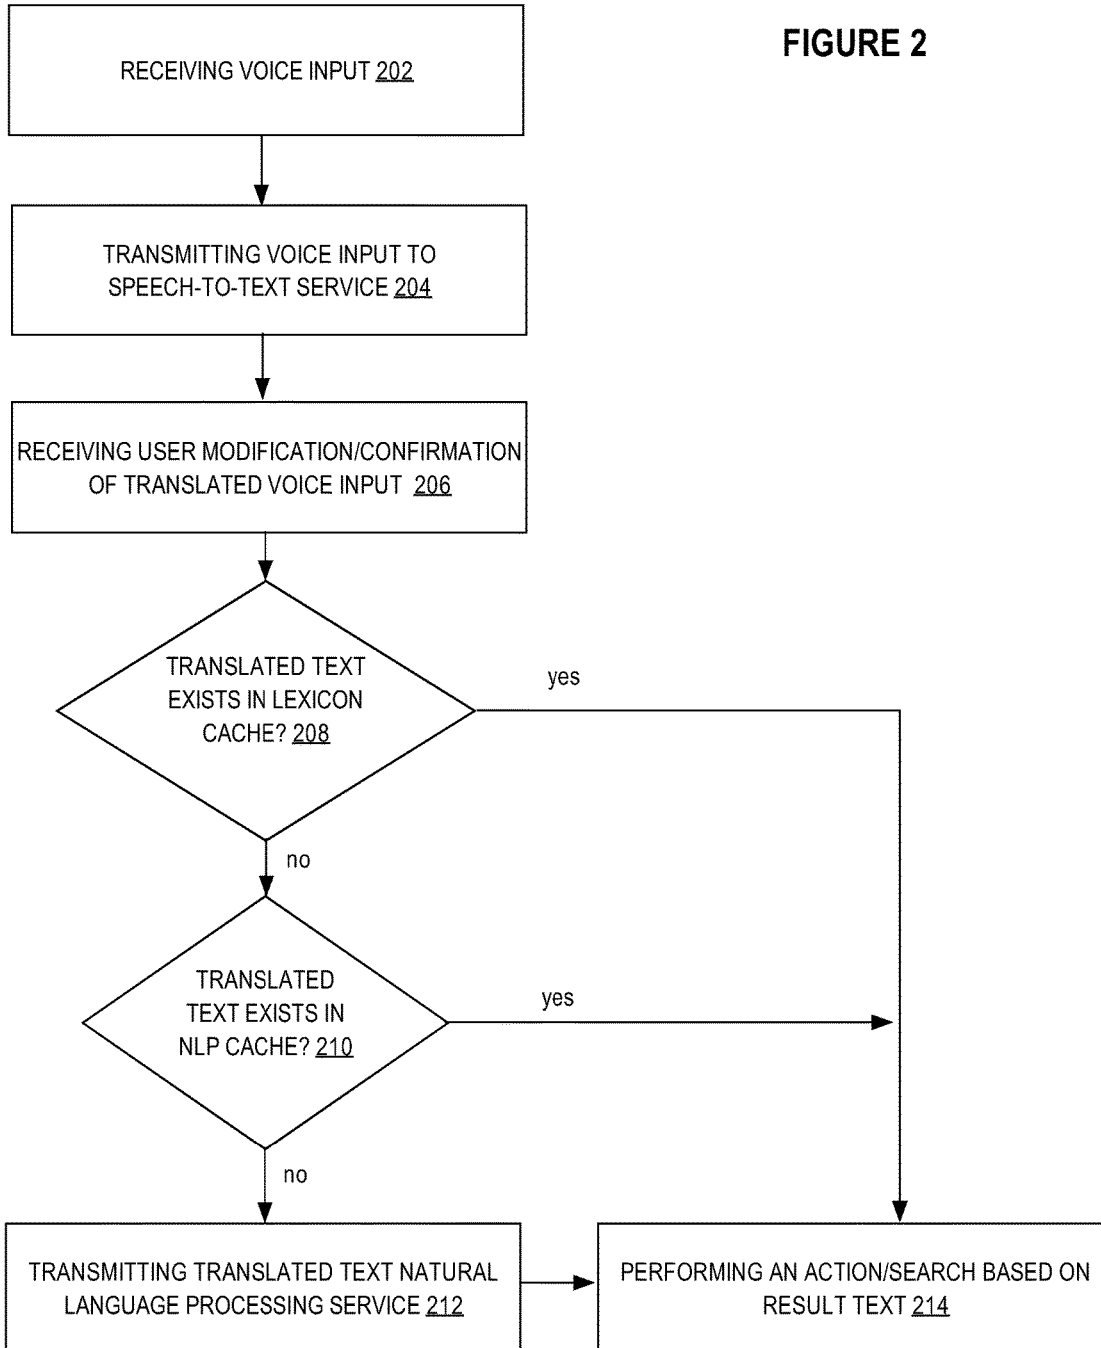 FIGURE 2
RECEIVING VOICE INPUT 202
TRANSMITTING VOICE INPUT TO
SPEECH-TO-TEXT SERVICE 204
RECEIVING USER MODIFICATION/CONFIRMATION
OF TRANSLATED VOICE INPUT 206
TRANSLATED TEXT
EXISTS IN LEXICON
CACHE? 208
yes
no
TRANSLATED
TEXT EXISTS IN
NLP CACHE? 210
yes
no
TRANSMITTING TRANSLATED TEXT NATURAL
LANGUAGE PROCESSING SERVICE 212
PERFORMING AN ACTION/SEARCH BASED ON
RESULT TEXT 214